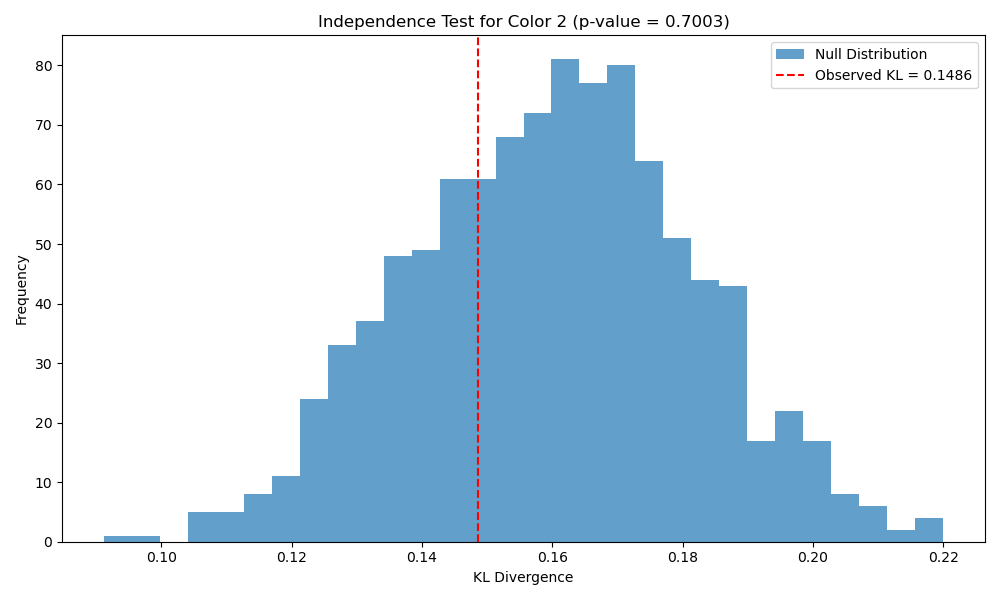 Independence Test for Color 2 (p-value = 0.7003)
Null Distribution
Observed KL = 0.1486
Frequency
80
70
60
50
40
30
20
10
0
0.10 0.12 0.14 0.16 0.18 0.20 0.22
KL Divergence